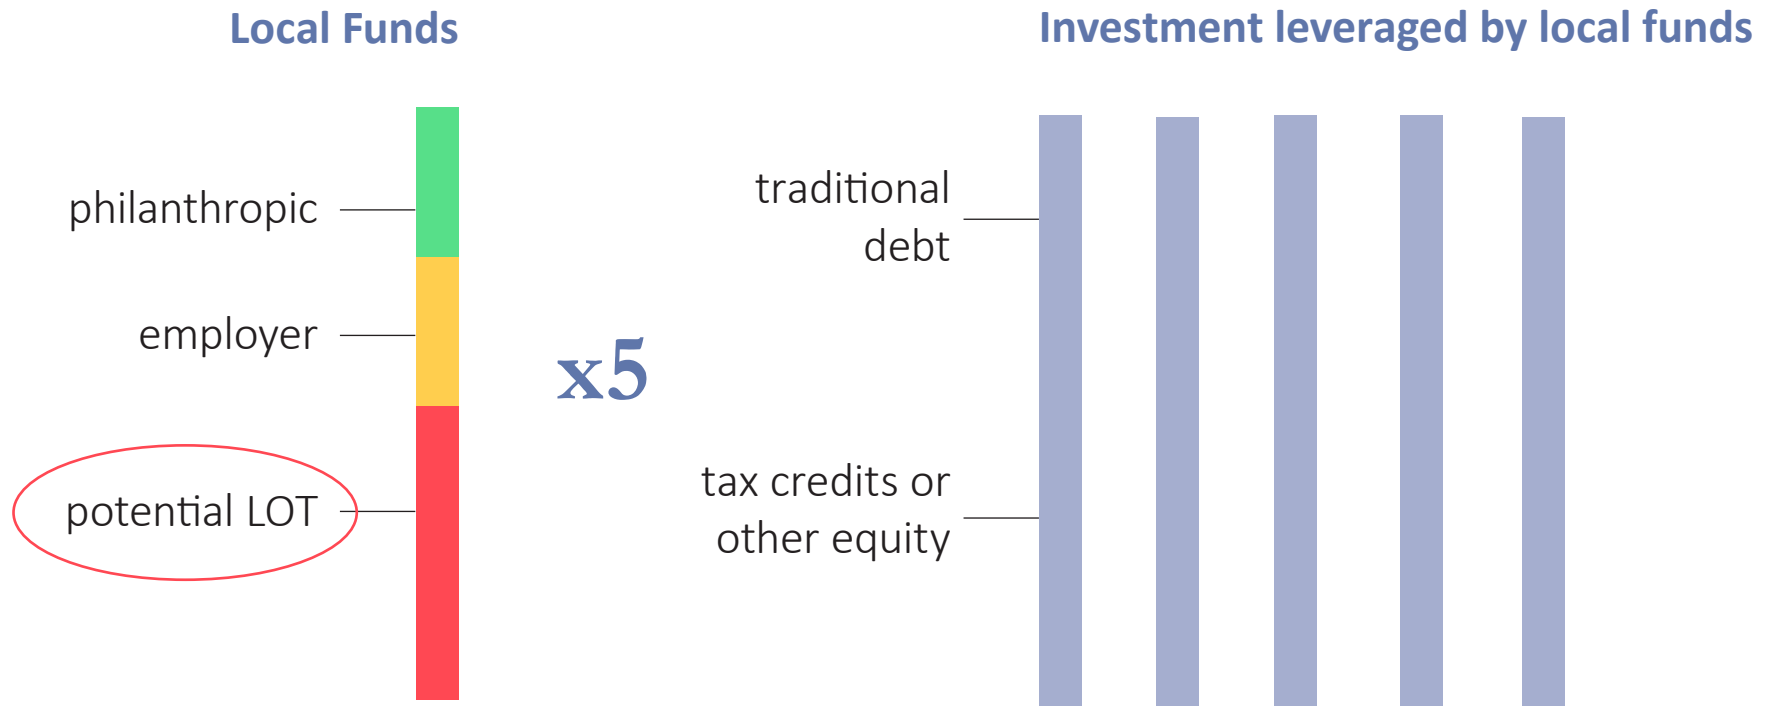 Local Funds
Investment leveraged by local funds
philanthropic
employer
potential LOT
x5
traditional
debt
tax credits or
other equity